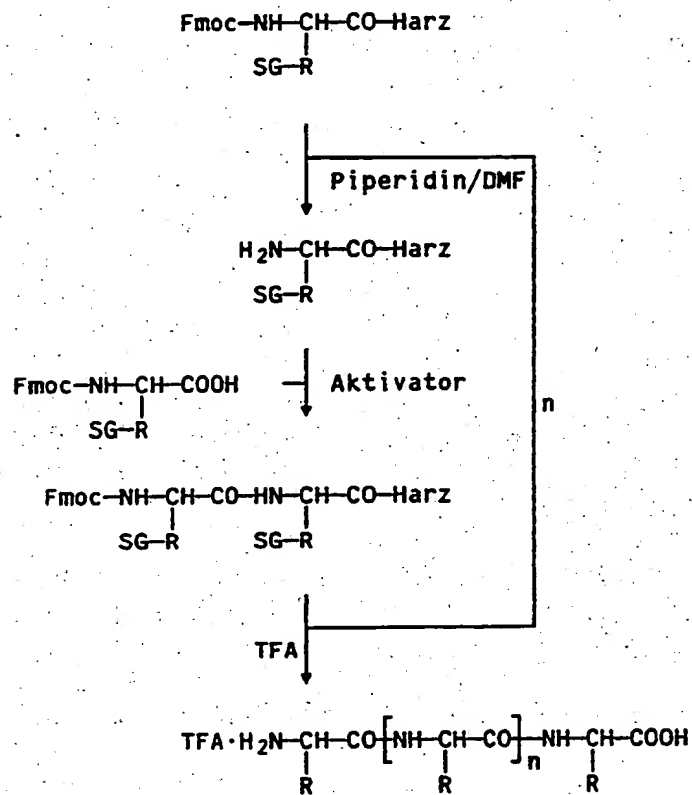 Fmoc-NH-CH-CO-Harz
SG-R
Piperidin/DMF
H2N-CH-CO-Harz
SG-R
Fmoc-NH-CH-COOH
Aktivator
SG-R
n
Fmoc-NH-CH-CO-HN-CH-CO-Harz
SG-R SG-R
TFA
TFA·H2N-CH-CO-[NH-CH-CO]n-NH-CH-COOH
R R R